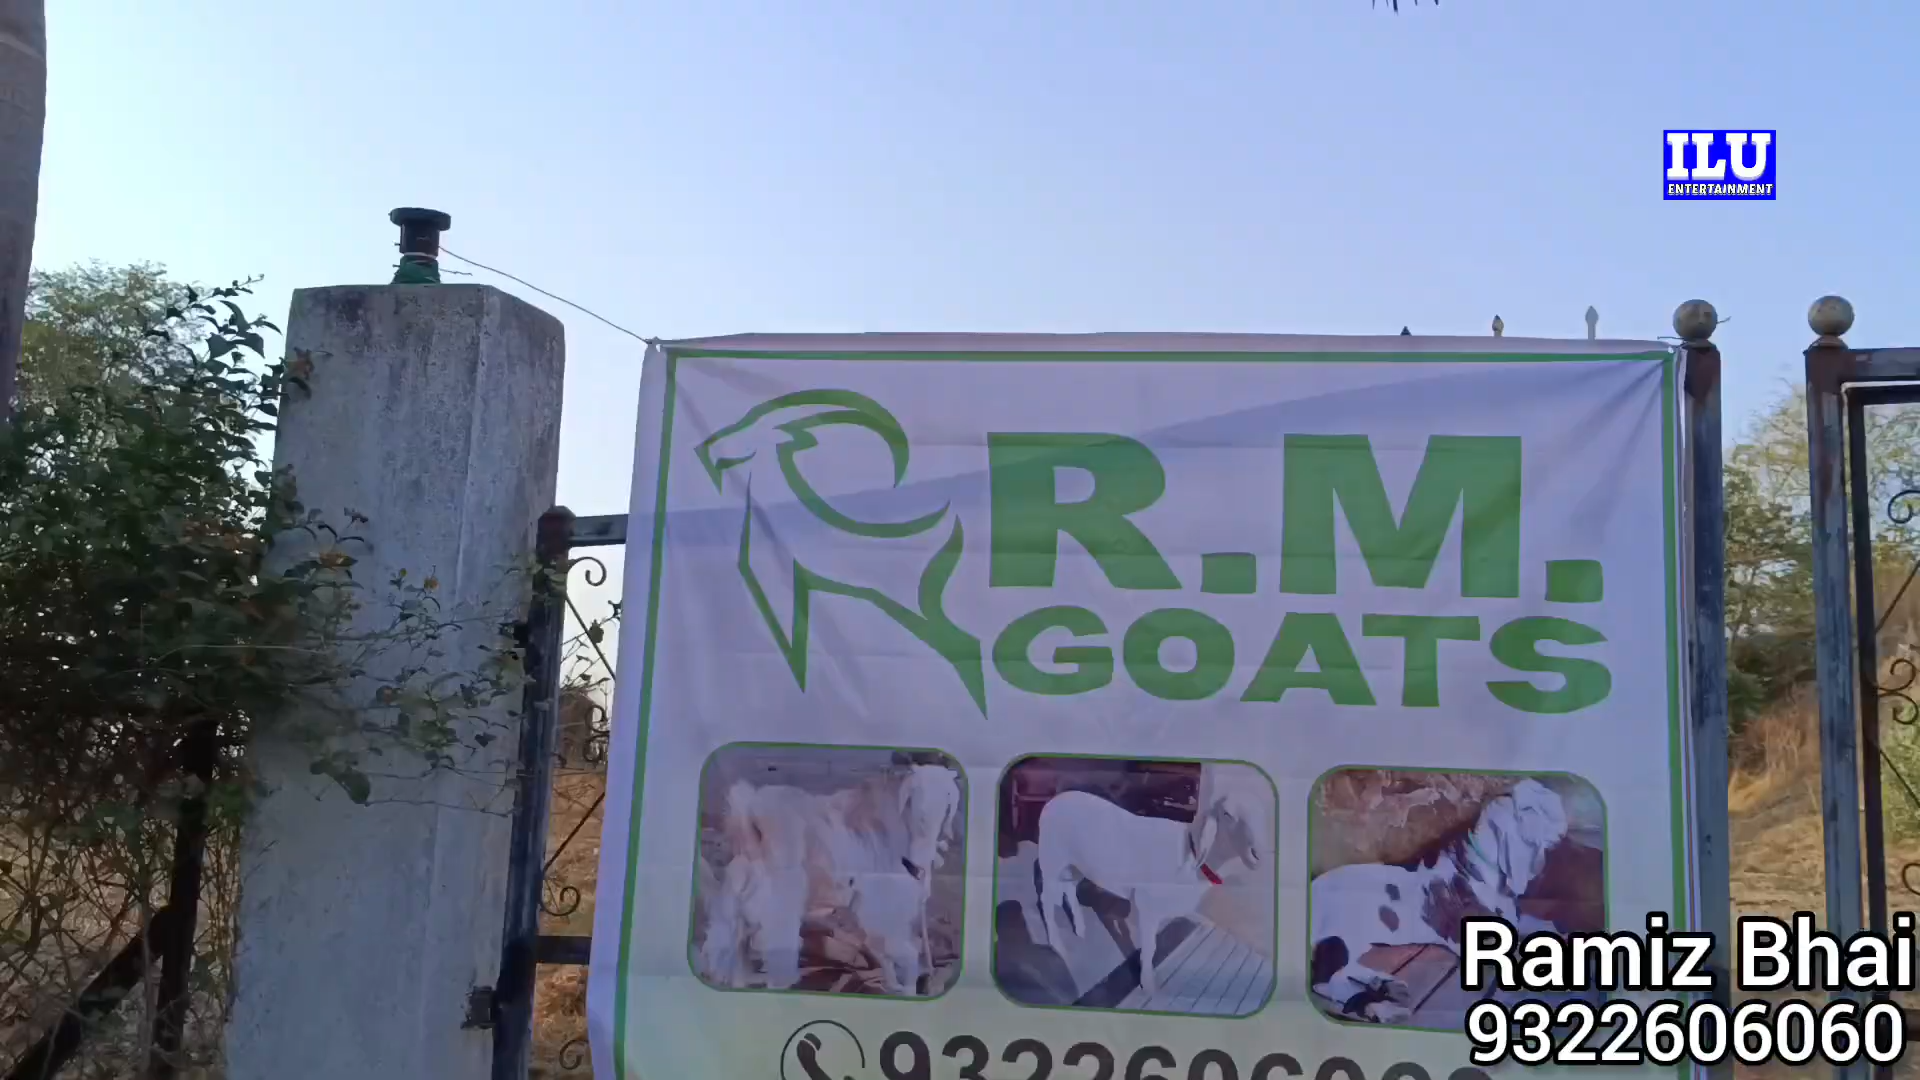 ILU
ENTERTAINMENT
R.M.
GOATS
Ramiz Bhai
9322606060